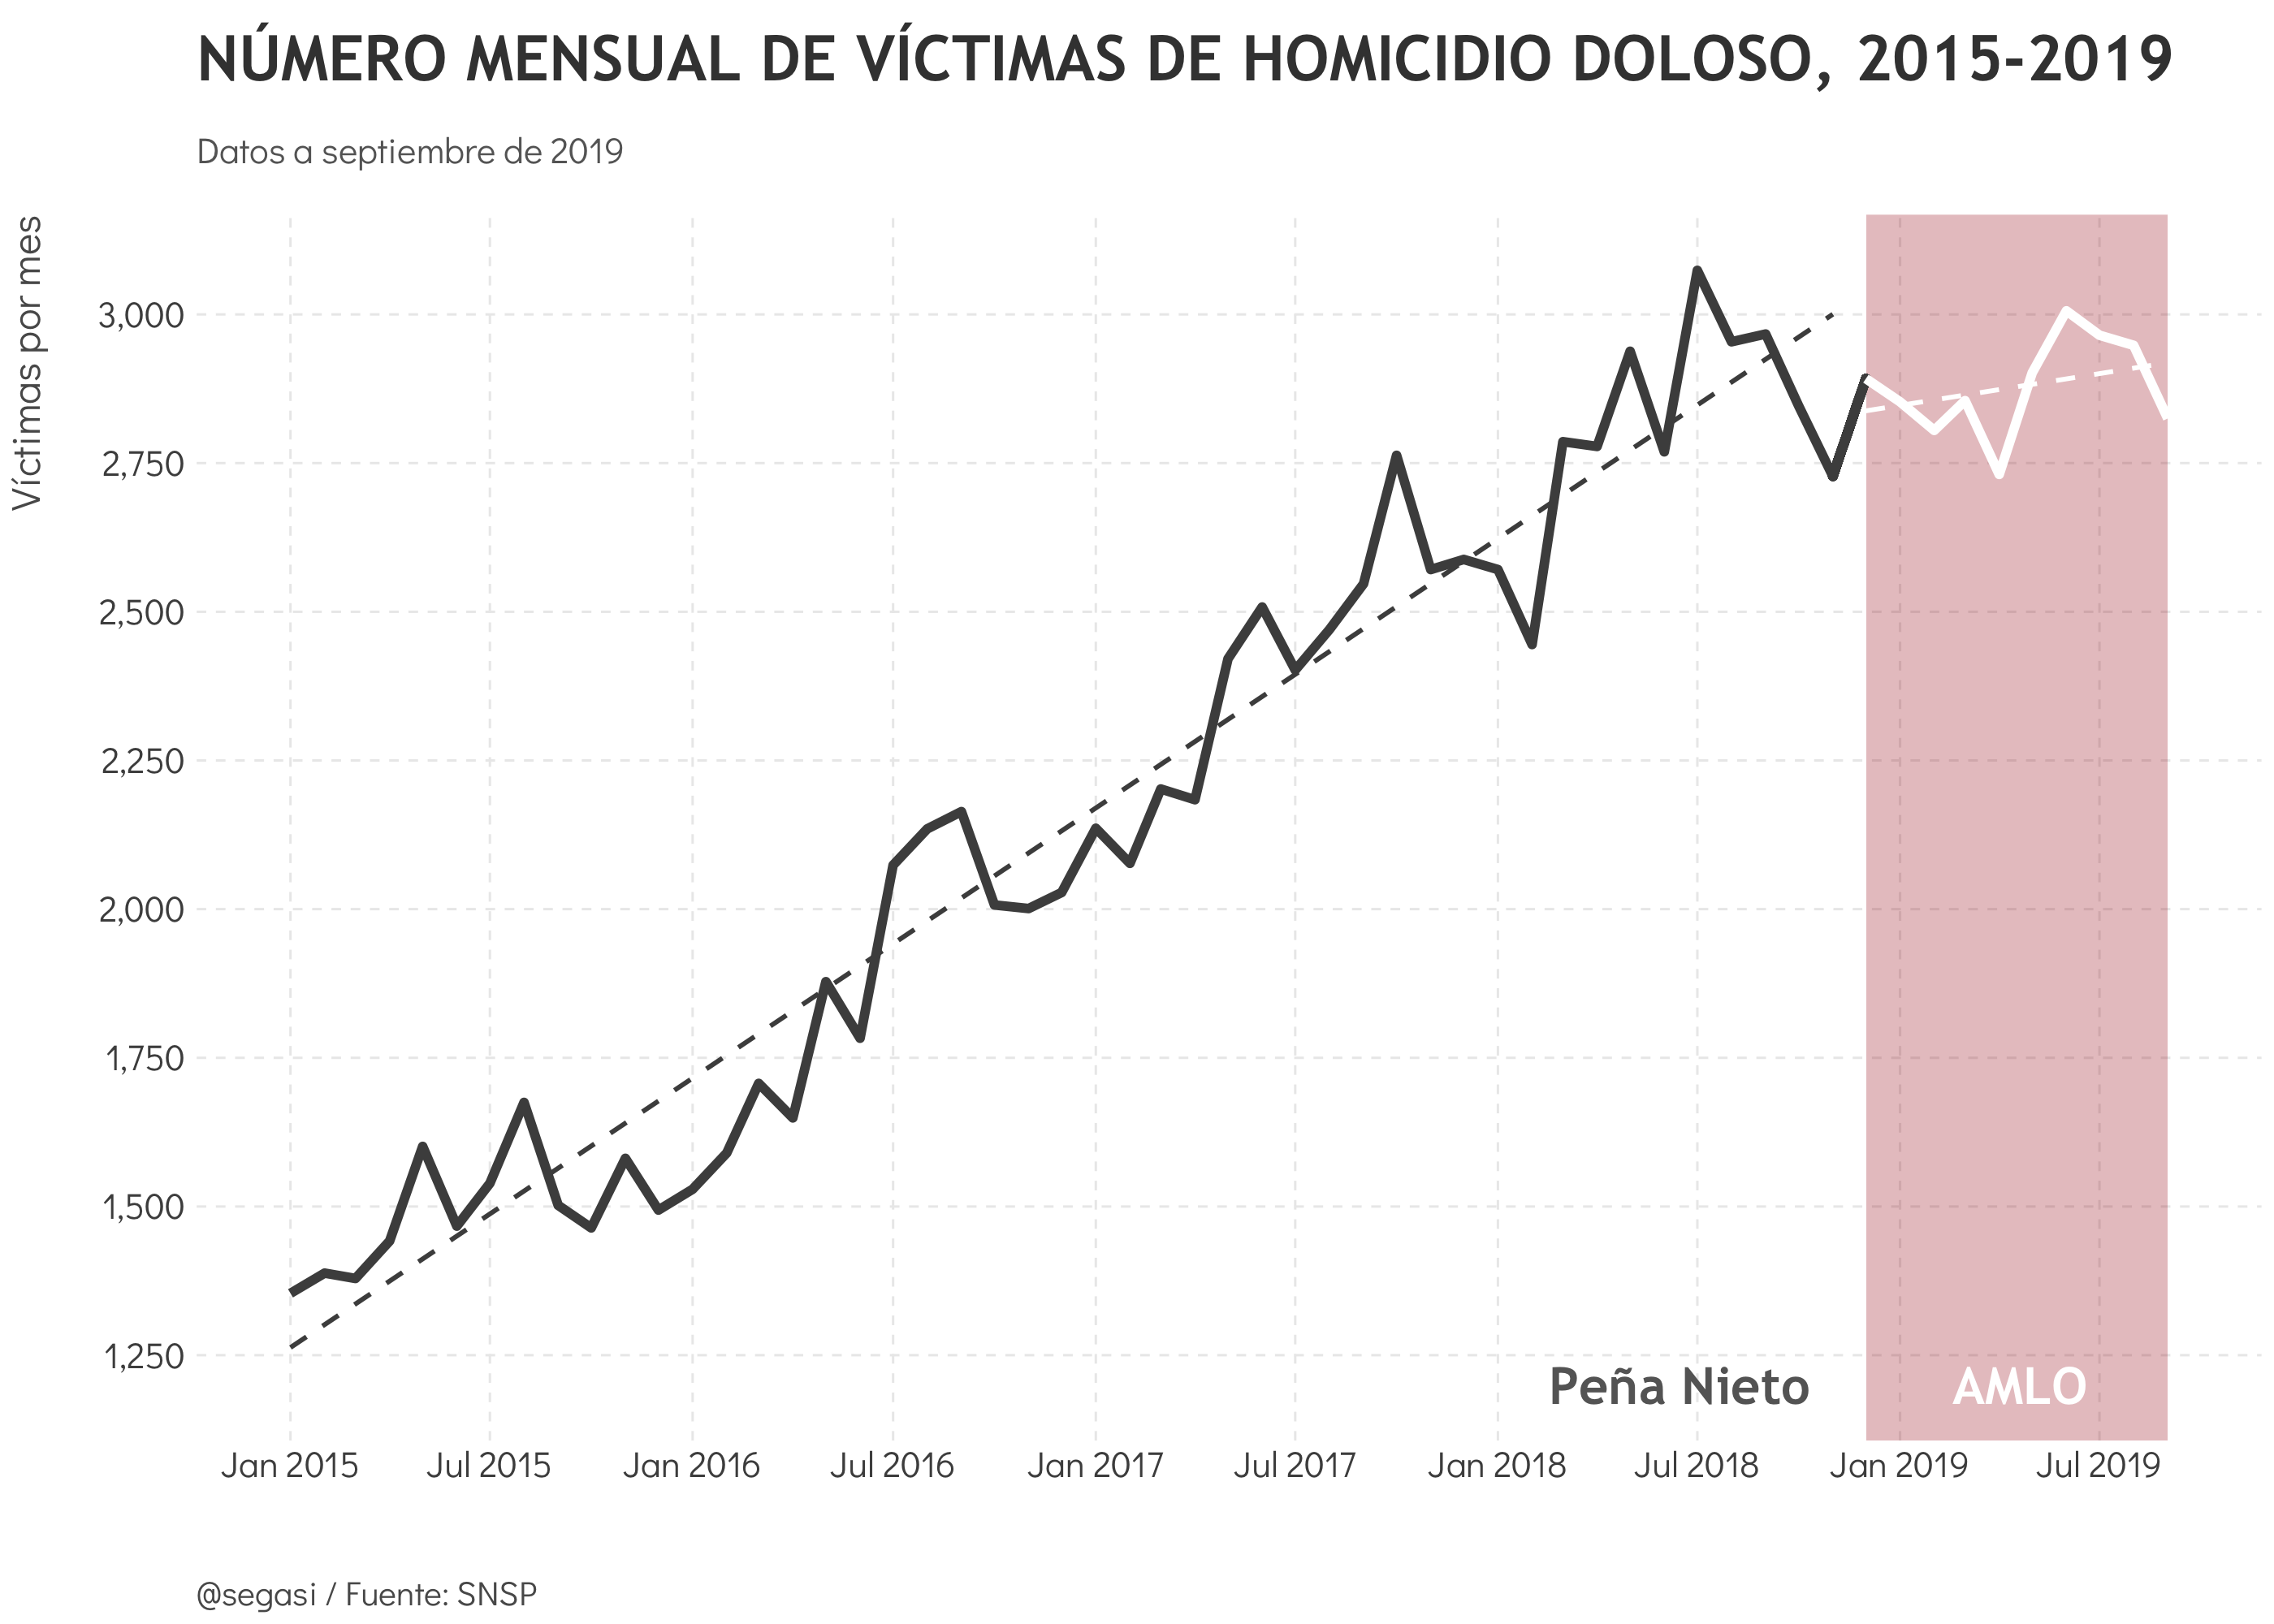 NÚMERO MENSUAL DE VÍCTIMAS DE HOMICIDIO DOLOSO, 2015-2019
Datos a septiembre de 2019
Víctimas por mes
3,000
2,750
2,500
2,250
2,000
1,750
1,500
1,250
Peña Nieto
AMLO
Jan 2015
Jul 2015
Jan 2016
Jul 2016
Jan 2017
Jul 2017
Jan 2018
Jul 2018
Jan 2019
Jul 2019
@segasi / Fuente: SNSP